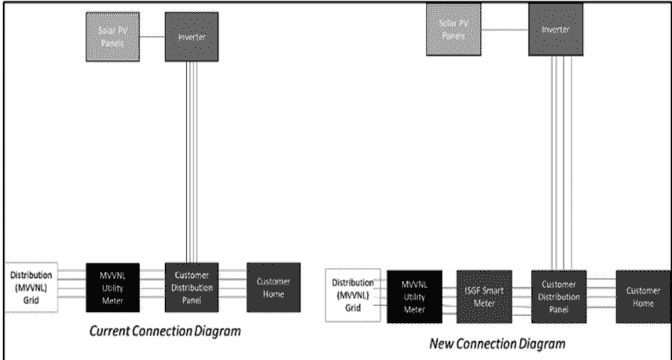 Solar PV
Panels
Inverter
Distribution
(MVVNL)
Grid
MVVNL
Utility
Meter
Customer
Distribution
Panel
Customer
Home
Current Connection Diagram
Solar PV
Panels
Inverter
Distribution
(MVVNL)
Grid
MVVNL
Utility
Meter
ISGF Smart
Meter
Customer
Distribution
Panel
Customer
Home
New Connection Diagram